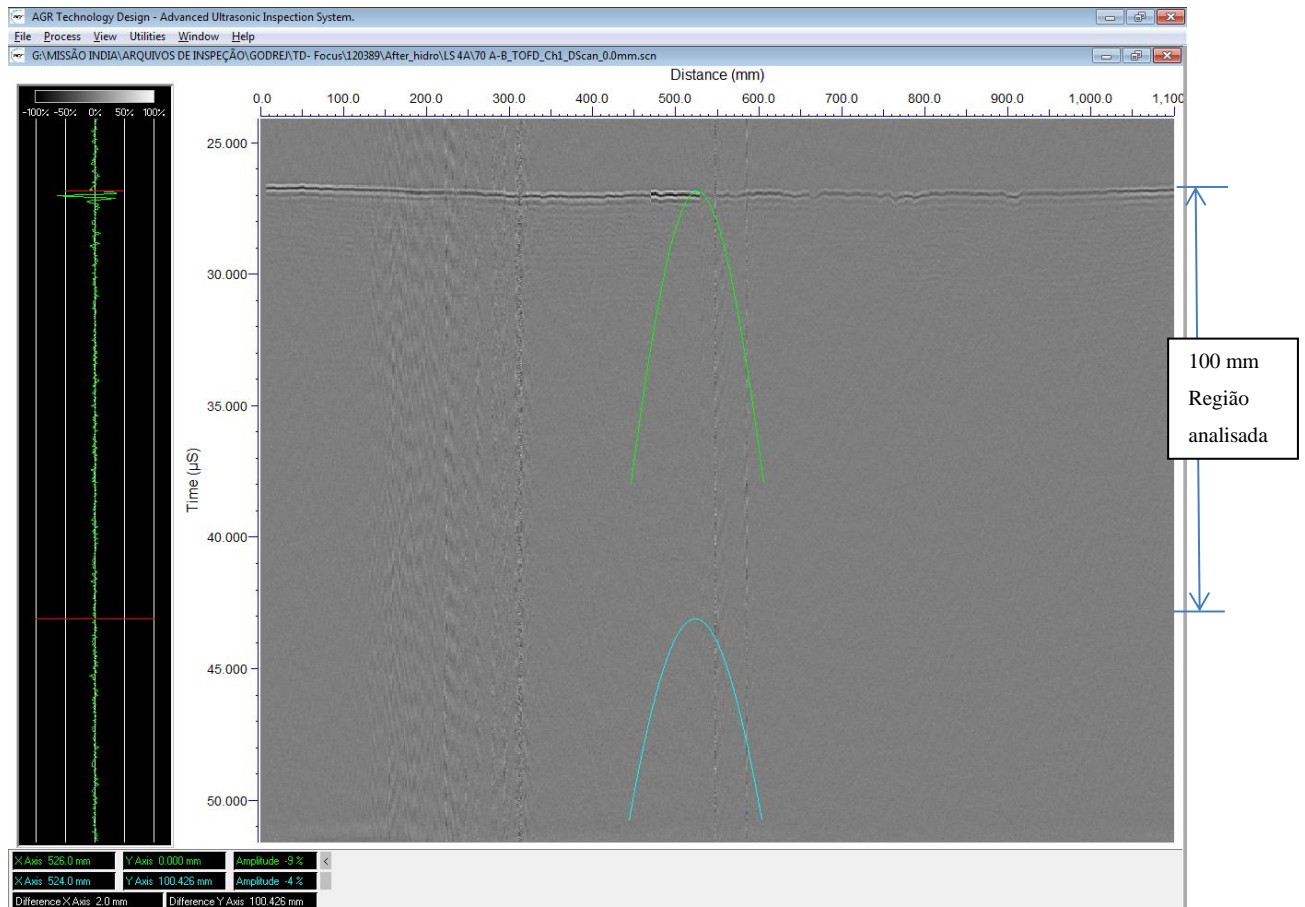 AGR Technology Design - Advanced Ultrasonic Inspection System.
File Process View Utilities Window Help
G:\MISSÃO INDIA\ARQUIVOS DE INSPEÇÃO\GODREJ\TD- Focus\120389\After_hidro\LS 4A\70 A-B_TOFD_Ch1_DScan_0.0mm.scn
Distance (mm)
0.0 100.0 200.0 300.0 400.0 500.0 600.0 700.0 800.0 900.0 1,000.0 1,100
-100% -50% 0% 50% 100%
25.000
30.000
35.000
40.000
45.000
50.000
Time (µS)
100 mm
Região
analisada
X Axis 526.0 mm Y Axis 0.000 mm Amplitude -9 % <
X Axis 524.0 mm Y Axis 100.426 mm Amplitude -4 %
Difference X Axis 2.0 mm Difference Y Axis 100.426 mm